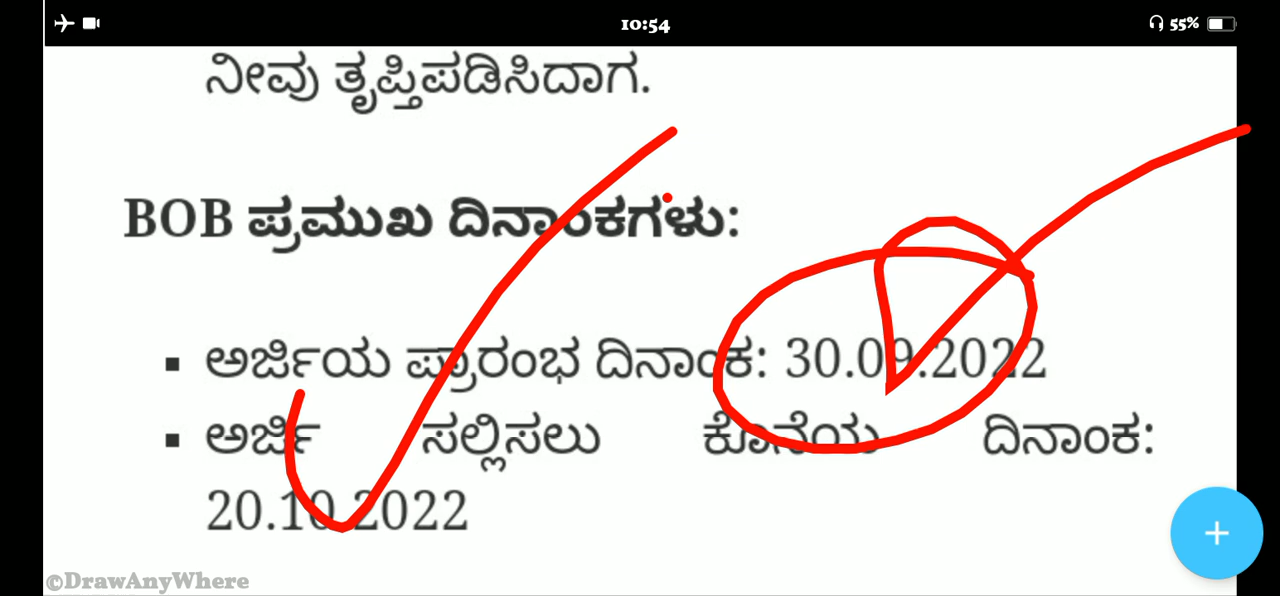 10:54
55%
ನೀವು ತೃಪ್ತಿಪಡಿಸಿದಾಗ.
BOB ಪ್ರಮುಖ ದಿನಾಂಕಗಳು:
▪ ಅರ್ಜಿಯ ಪ್ರಾರಂಭ ದಿನಾಂಕ: 30.09.2022
▪ ಅರ್ಜಿ ಸಲ್ಲಿಸಲು ಕೊನೆಯ ದಿನಾಂಕ:
20.10.2022
+
©DrawAnyWhere